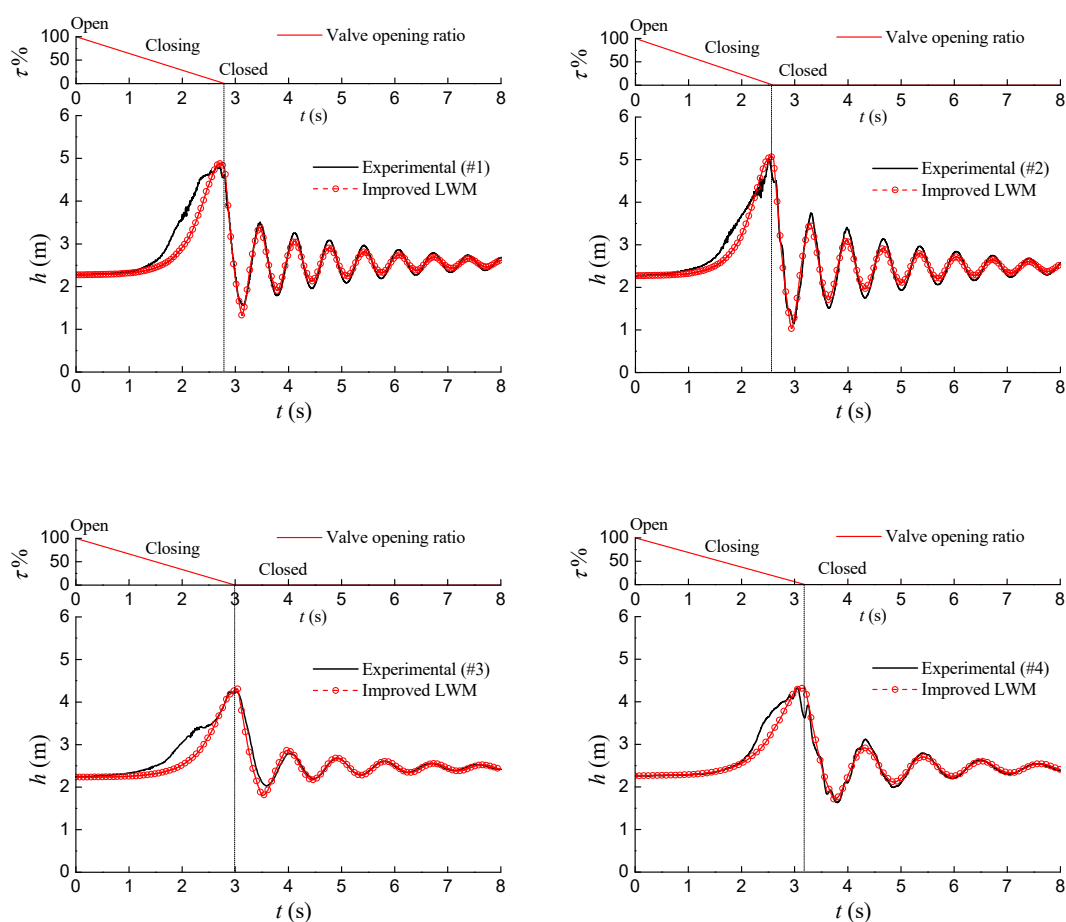 Open
Closing
Closed
Valve opening ratio
τ%
100
50
0
0 1 2 3 4 5 6 7 8
t (s)
Experimental (#1)
Improved LWM
h (m)
6
5
4
3
2
1
0
0 1 2 3 4 5 6 7 8
t (s)
Open
Closing
Closed
Valve opening ratio
τ%
100
50
0
0 1 2 3 4 5 6 7 8
t (s)
Experimental (#2)
Improved LWM
h (m)
6
5
4
3
2
1
0
0 1 2 3 4 5 6 7 8
t (s)
Open
Closing
Closed
Valve opening ratio
τ%
100
50
0
0 1 2 3 4 5 6 7 8
t (s)
Experimental (#3)
Improved LWM
h (m)
6
5
4
3
2
1
0
0 1 2 3 4 5 6 7 8
t (s)
Open
Closing
Closed
Valve opening ratio
τ%
100
50
0
0 1 2 3 4 5 6 7 8
t (s)
Experimental (#4)
Improved LWM
h (m)
6
5
4
3
2
1
0
0 1 2 3 4 5 6 7 8
t (s)